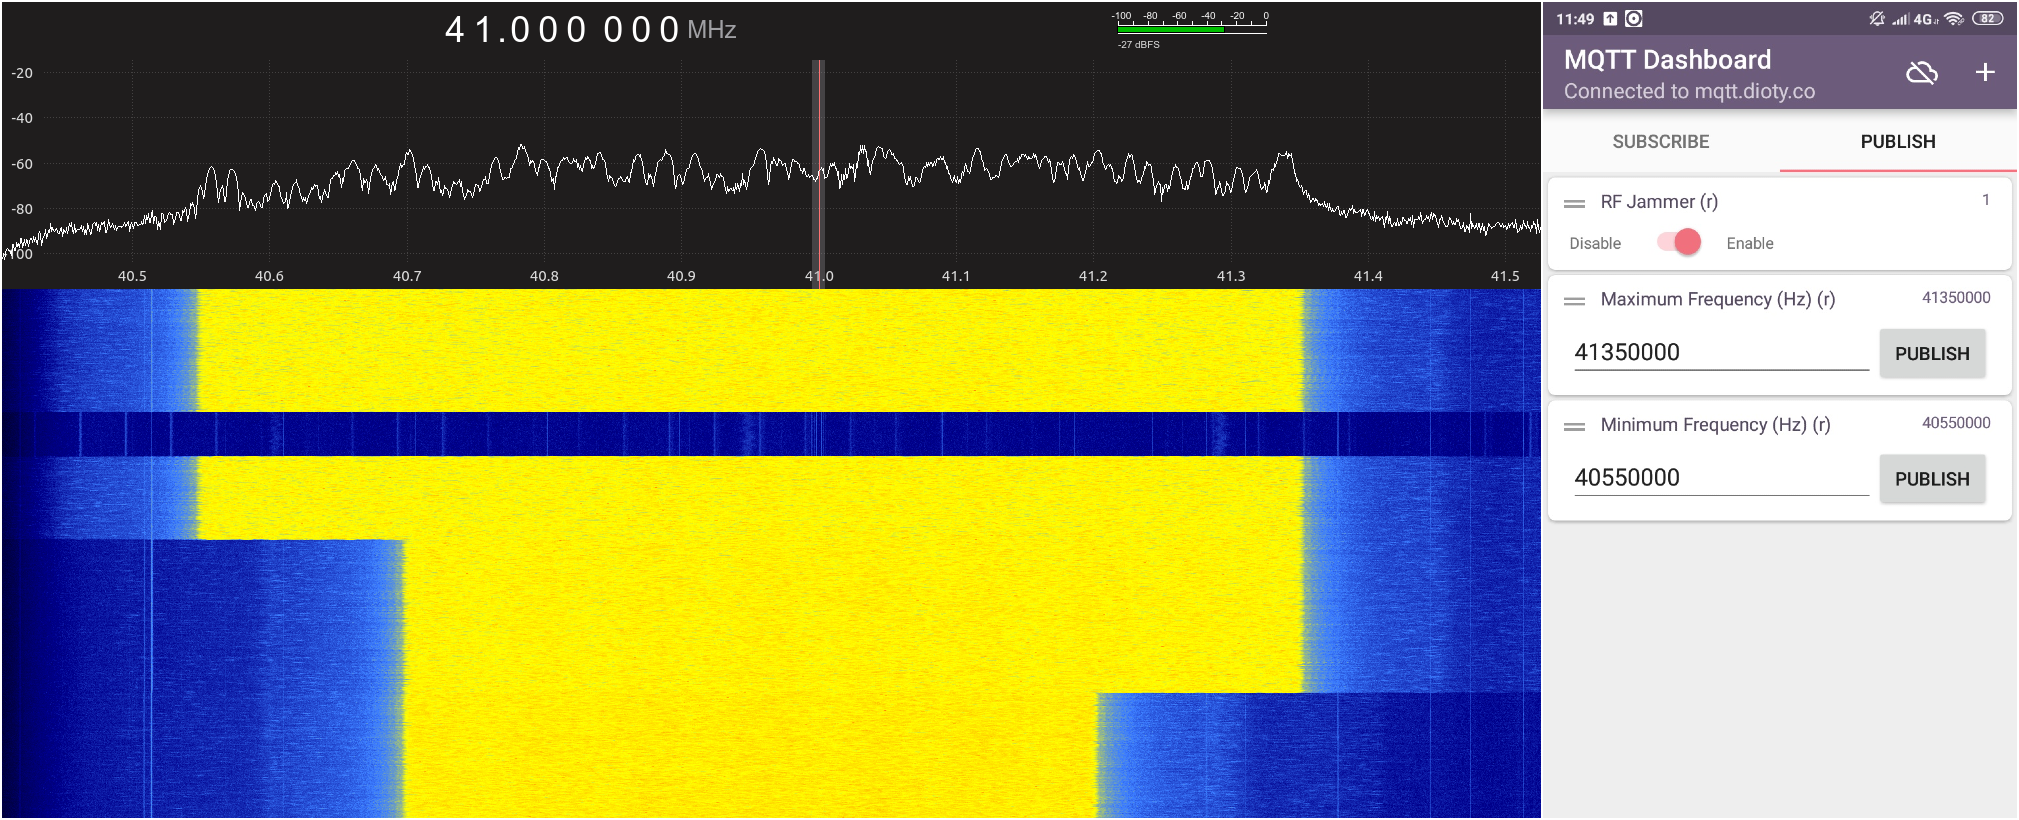 41.000 000 MHz
-100 -80 -60 -40 -20 0
-27 dBFS
-20
-40
-60
-80
-100
40.5 40.6 40.7 40.8 40.9 41.0 41.1 41.2 41.3 41.4 41.5
11:49 4G 82
MQTT Dashboard
Connected to mqtt.dioty.co
SUBSCRIBE PUBLISH
RF Jammer (r) 1
Disable Enable
Maximum Frequency (Hz) (r) 41350000
41350000 PUBLISH
Minimum Frequency (Hz) (r) 40550000
40550000 PUBLISH